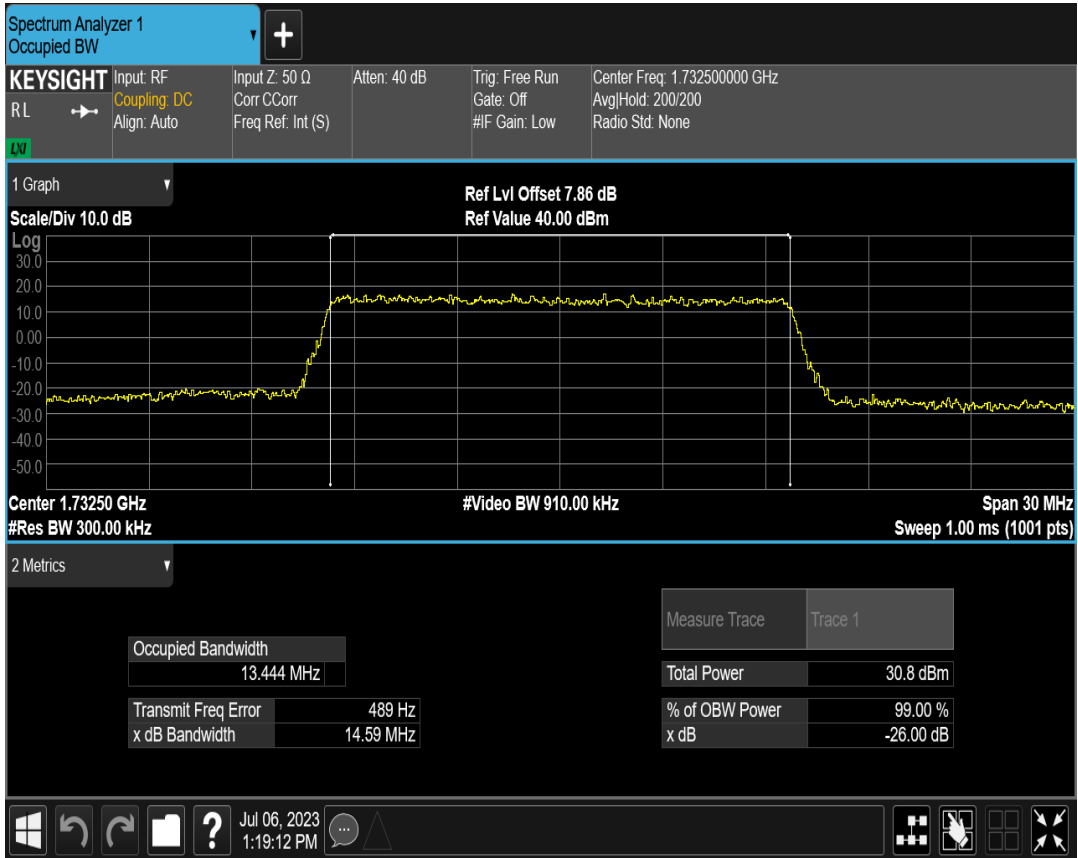 Spectrum Analyzer 1
Occupied BW
+
KEYSIGHT
R L
LXI
Input: RF
Coupling: DC
Align: Auto
Input Z: 50 Ω
Corr CCorr
Freq Ref: Int (S)
Atten: 40 dB
Trig: Free Run
Gate: Off
#IF Gain: Low
Center Freq: 1.732500000 GHz
Avg|Hold: 200/200
Radio Std: None
1 Graph
Scale/Div 10.0 dB
Ref Lvl Offset 7.86 dB
Ref Value 40.00 dBm
Log
30.0
20.0
10.0
0.00
-10.0
-20.0
-30.0
-40.0
-50.0
Center 1.73250 GHz
#Video BW 910.00 kHz
Span 30 MHz
#Res BW 300.00 kHz
Sweep 1.00 ms (1001 pts)
2 Metrics
Measure Trace Trace 1
Occupied Bandwidth
13.444 MHz
Total Power 30.8 dBm
Transmit Freq Error 489 Hz
% of OBW Power 99.00 %
x dB Bandwidth 14.59 MHz
x dB -26.00 dB
?
Jul 06, 2023
1:19:12 PM